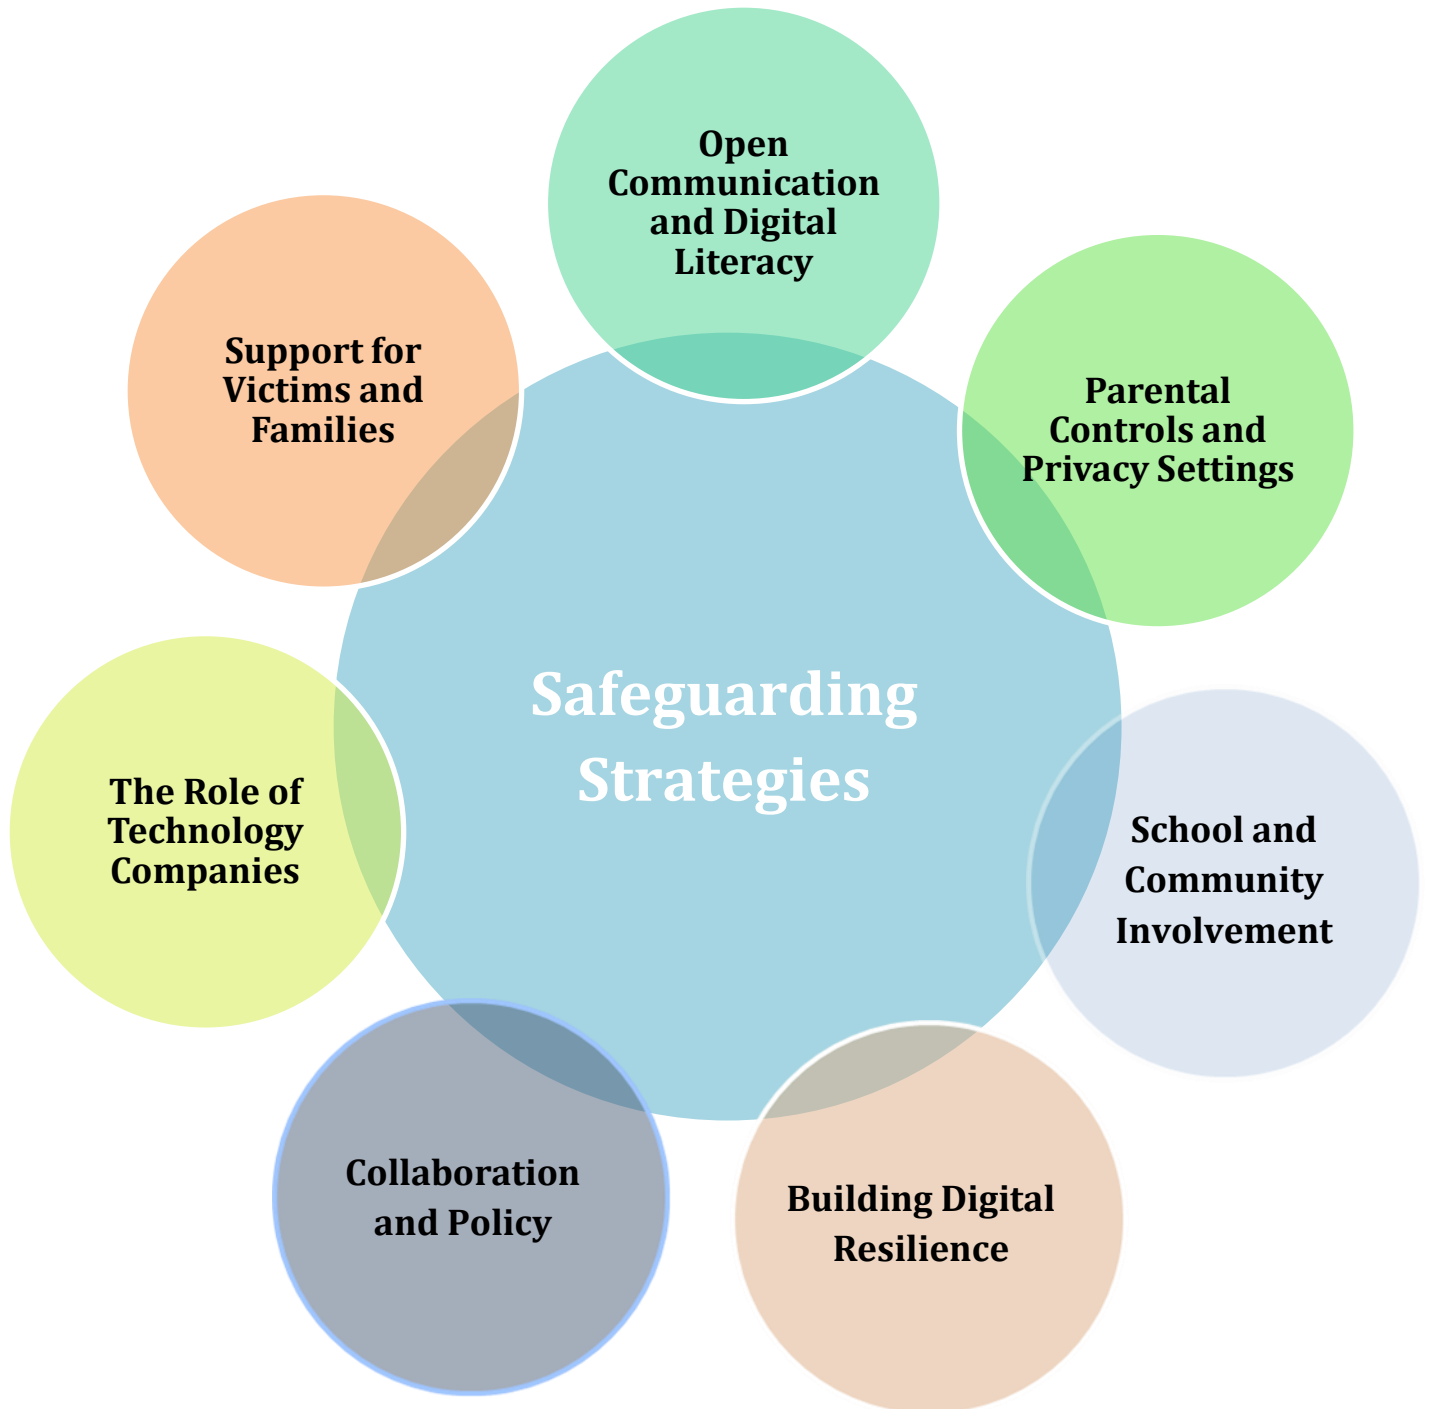 Open
Communication
and Digital
Literacy
Support for
Victims and
Families
Parental
Controls and
Privacy Settings
Safeguarding
Strategies
The Role of
Technology
Companies
School and
Community
Involvement
Collaboration
and Policy
Building Digital
Resilience